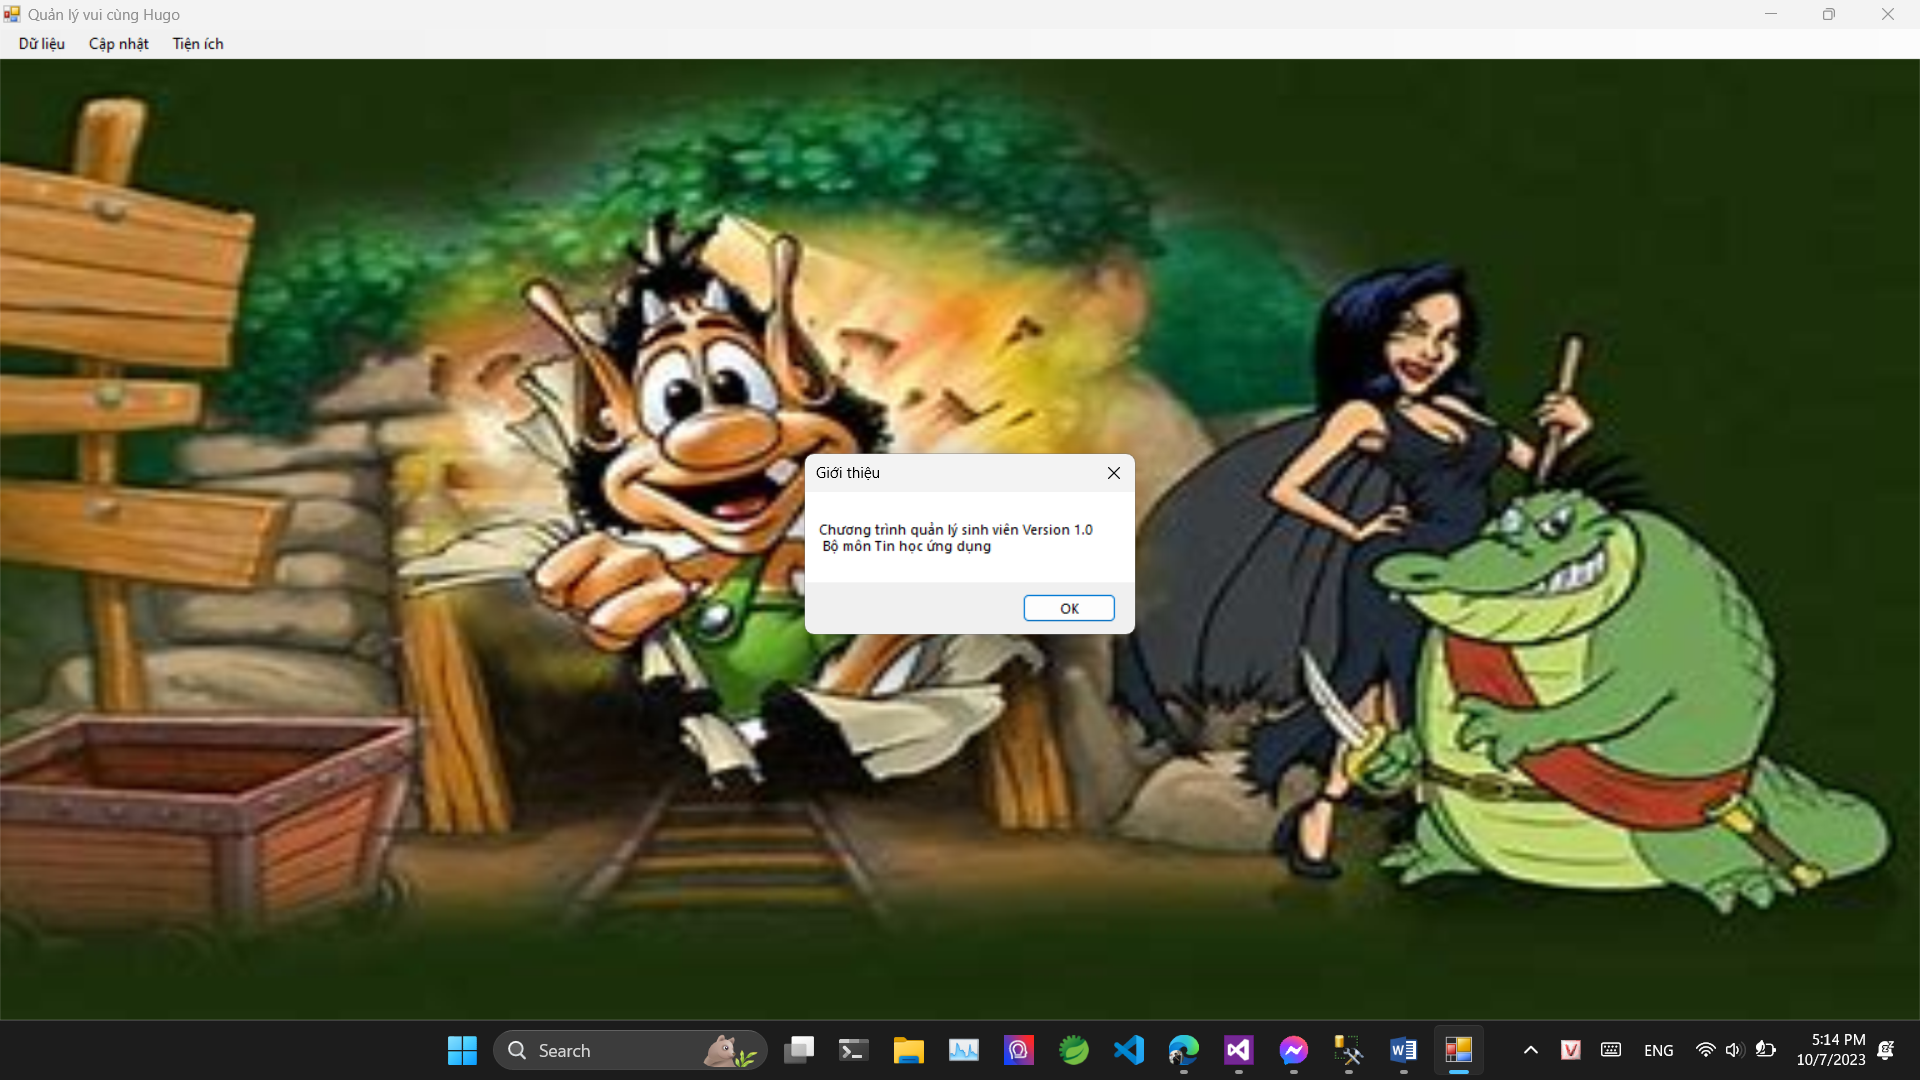 Quản lý vui cùng Hugo
Dữ liệu Cập nhật Tiện ích
Giới thiệu
Chương trình quản lý sinh viên Version 1.0
Bộ môn Tin học ứng dụng
OK
Search
ENG
5:14 PM
10/7/2023